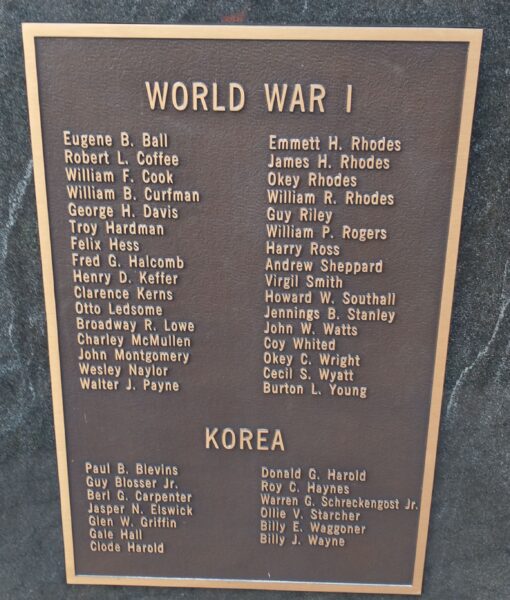 WORLD WAR I
Eugene B. Ball
Robert L. Coffee
William F. Cook
William B. Curfman
George H. Davis
Troy Hardman
Felix Hess
Fred G. Halcomb
Henry D. Keffer
Clarence Kerns
Otto Ledsome
Broadway R. Lowe
Charley McMullen
John Montgomery
Wesley Naylor
Walter J. Payne
Emmett H. Rhodes
James H. Rhodes
Okey Rhodes
William R. Rhodes
Guy Riley
William P. Rogers
Harry Ross
Andrew Sheppard
Virgil Smith
Howard W. Southall
Jennings B. Stanley
John W. Watts
Coy Whited
Okey C. Wright
Cecil S. Wyatt
Burton L. Young
KOREA
Paul B. Blevins
Guy Blosser Jr.
Berl G. Carpenter
Jasper N. Elswick
Glen W. Griffin
Gale Hall
Clode Harold
Donald G. Harold
Roy C. Haynes
Warren G. Schreckengost Jr.
Ollie V. Starcher
Billy E. Waggoner
Billy J. Wayne